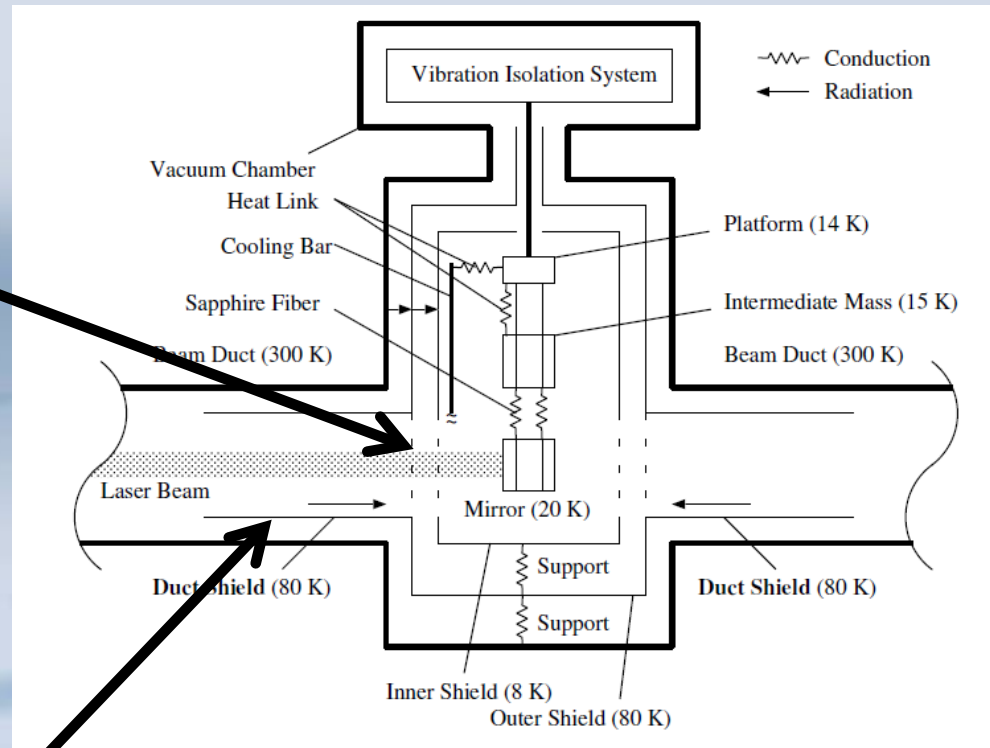 Vibration Isolation System
Conduction
Radiation
Vacuum Chamber
Heat Link
Cooling Bar
Sapphire Fiber
Platform (14 K)
Intermediate Mass (15 K)
Beam Duct (300 K)
Beam Duct (300 K)
Laser Beam
Mirror (20 K)
Duct Shield (80 K)
Support
Duct Shield (80 K)
Support
Inner Shield (8 K)
Outer Shield (80 K)